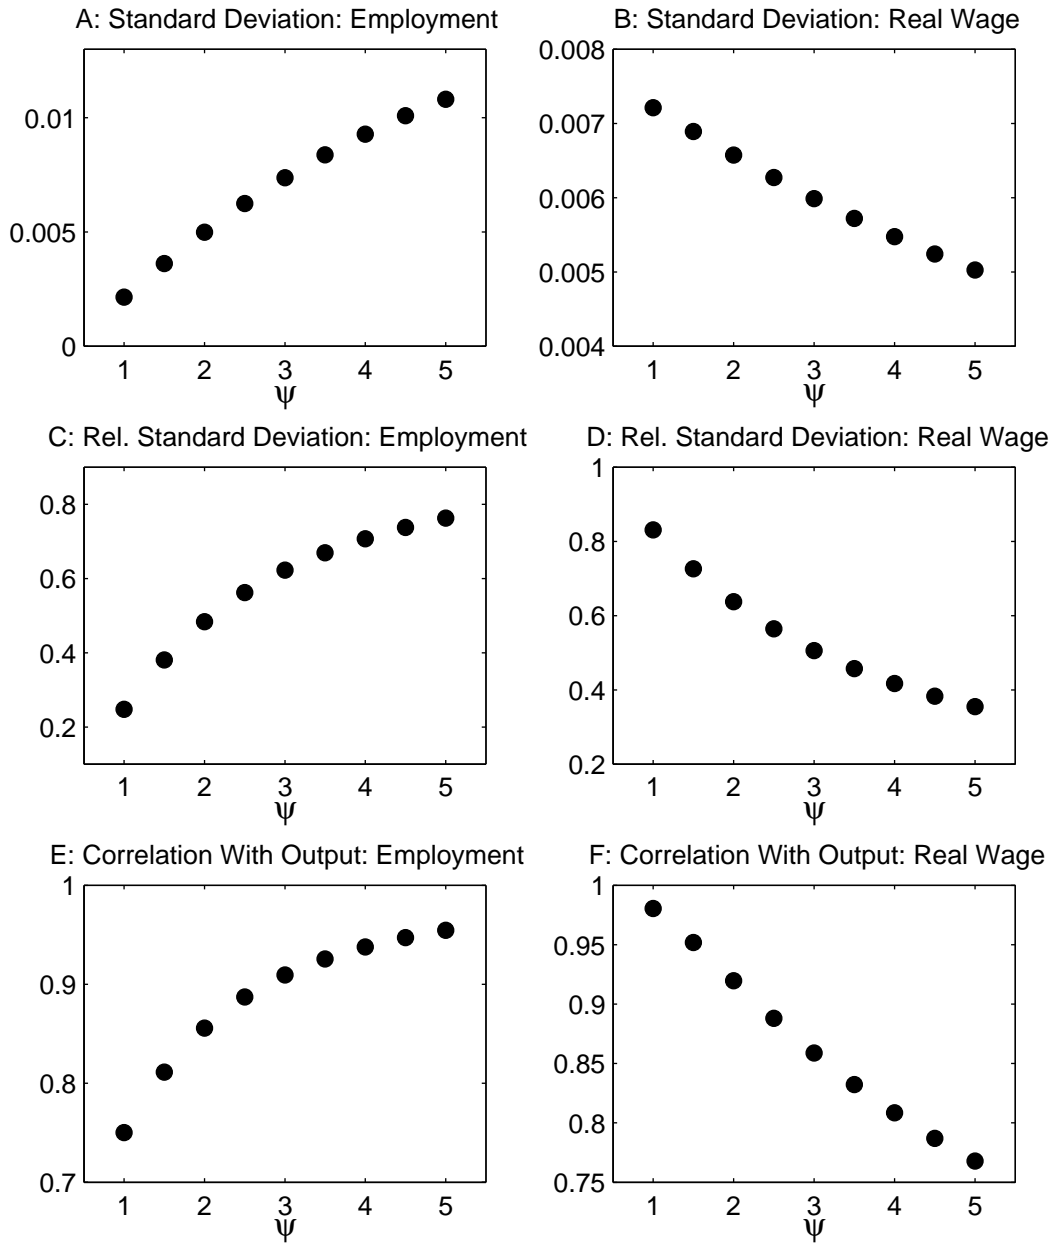 A: Standard Deviation: Employment
0.01
0.005
0
1 2 3 4 5
ψ
B: Standard Deviation: Real Wage
0.008
0.007
0.006
0.005
0.004
1 2 3 4 5
ψ
C: Rel. Standard Deviation: Employment
0.8
0.6
0.4
0.2
1 2 3 4 5
ψ
D: Rel. Standard Deviation: Real Wage
1
0.8
0.6
0.4
0.2
1 2 3 4 5
ψ
E: Correlation With Output: Employment
1
0.9
0.8
0.7
1 2 3 4 5
ψ
F: Correlation With Output: Real Wage
1
0.95
0.9
0.85
0.8
0.75
1 2 3 4 5
ψ